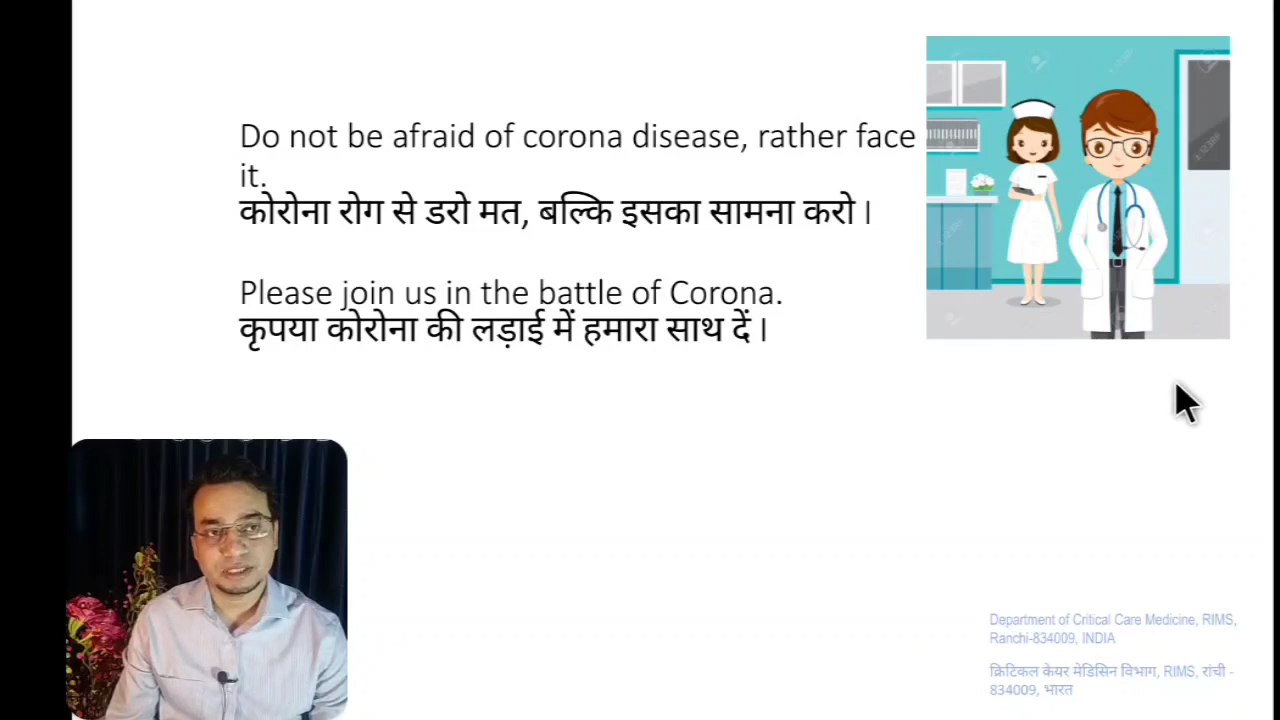 Do not be afraid of corona disease, rather face
it.
कोरोना रोग से डरो मत, बल्कि इसका सामना करो ।
Please join us in the battle of Corona.
कृपया कोरोना की लड़ाई में हमारा साथ दें ।
Department of Critical Care Medicine, RIMS,
Ranchi-834009, INDIA
क्रिटिकल केयर मेडिसिन विभाग, RIMS, रांची -
834009, भारत